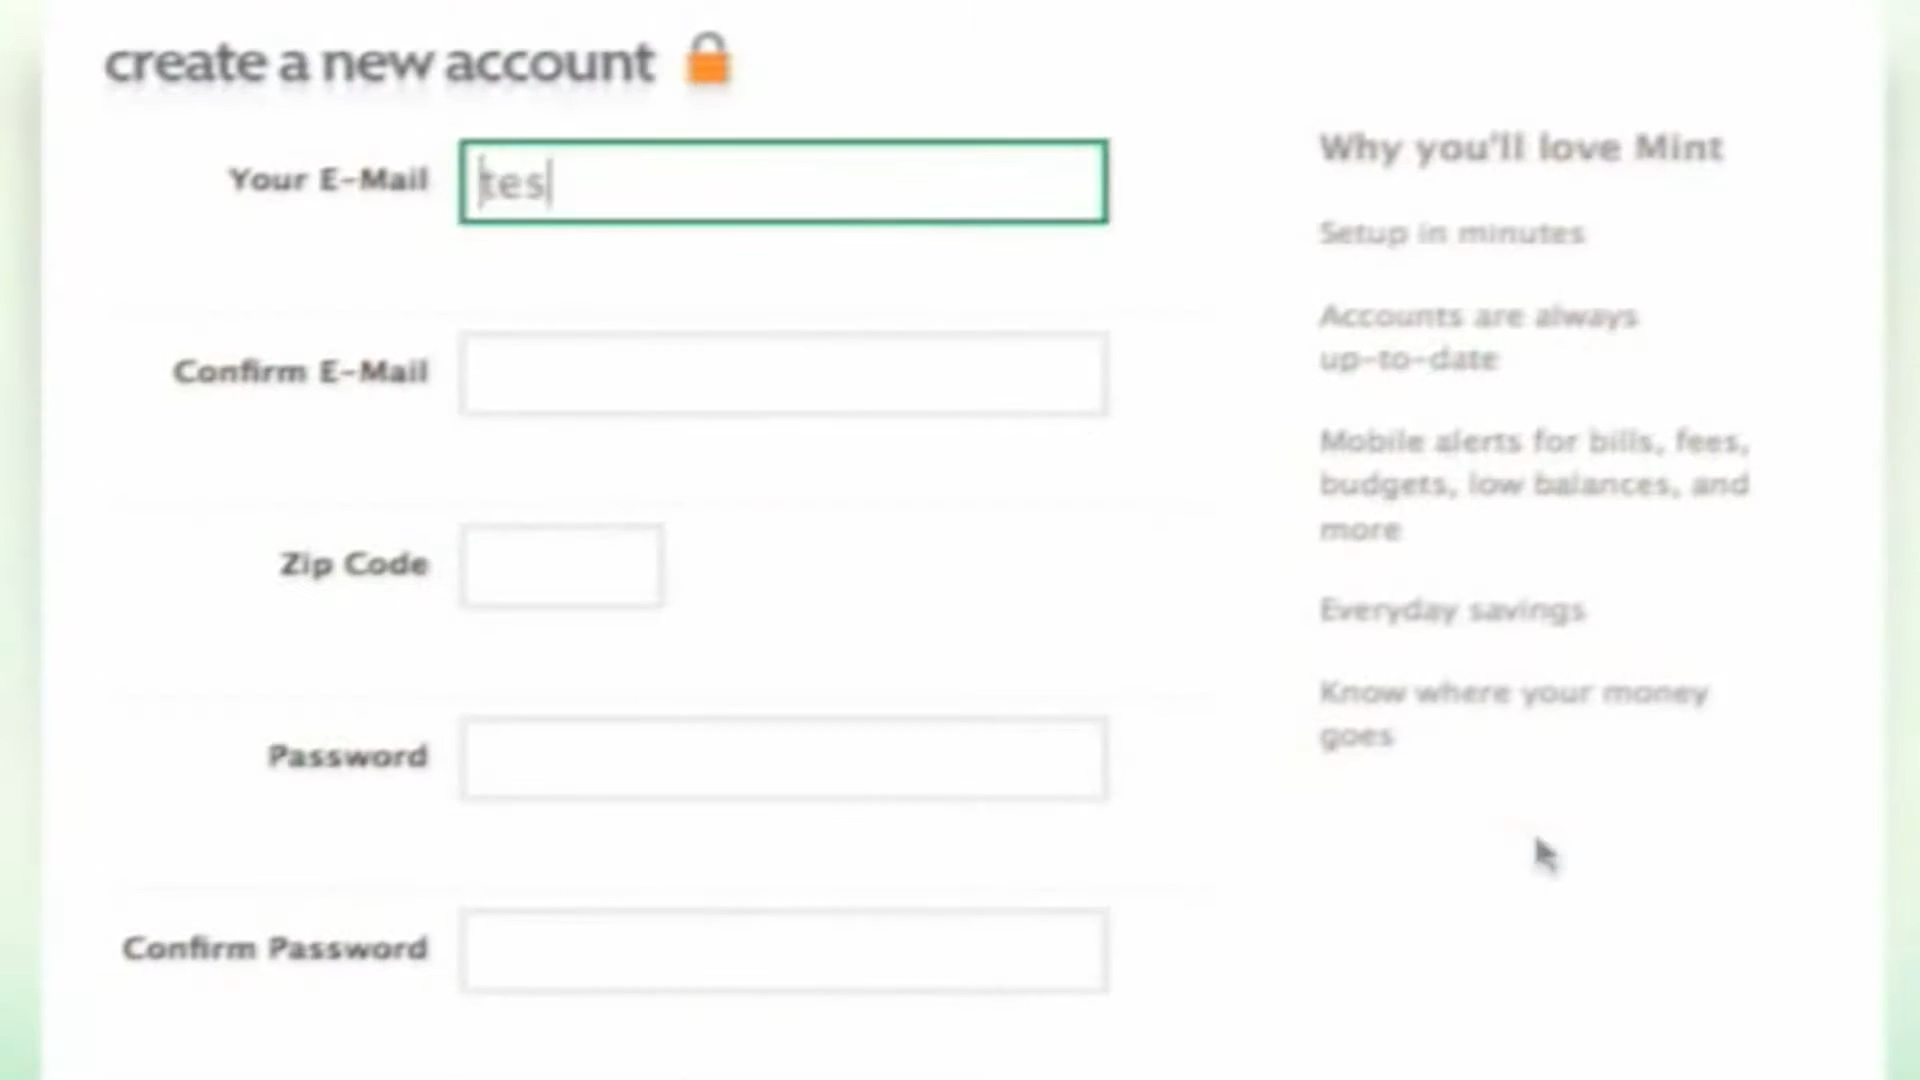 create a new account
Your E-Mail
tes
Confirm E-Mail
Zip Code
Password
Confirm Password
Why you'll love Mint
Setup in minutes
Accounts are always
up-to-date
Mobile alerts for bills, fees,
budgets, low balances, and
more
Everyday savings
Know where your money
goes